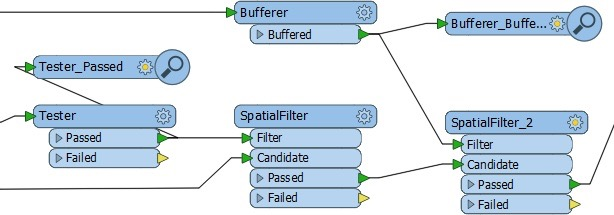 Bufferer
Buffered
Bufferer_Buffe...
Tester_Passed
Tester
Passed
Failed
SpatialFilter
Filter
Candidate
Passed
Failed
SpatialFilter_2
Filter
Candidate
Passed
Failed